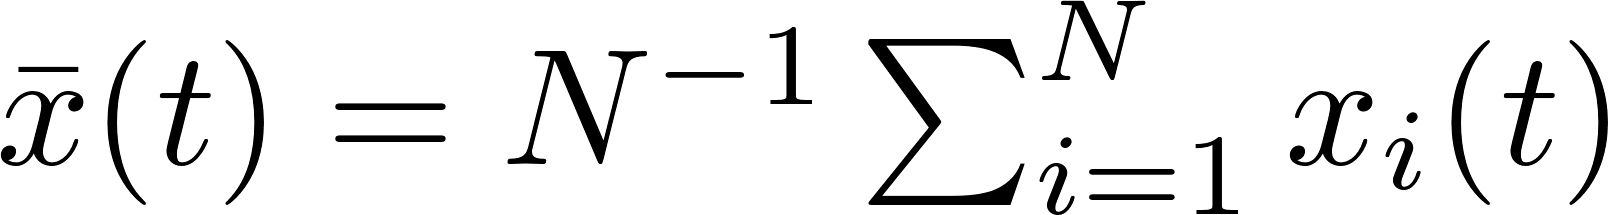 x̄(t) = N⁻¹ ∑ᵢ₌₁ᴺ xᵢ(t)